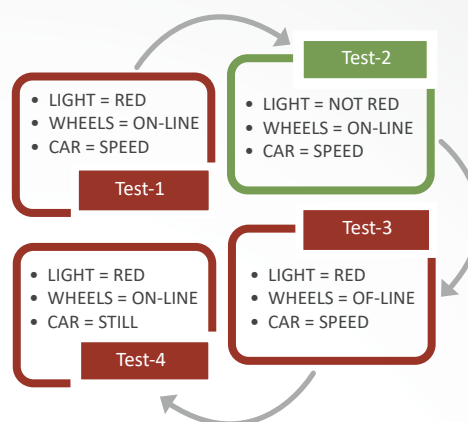 • LIGHT = RED
• WHEELS = ON-LINE
• CAR = SPEED
Test-1
Test-2
• LIGHT = NOT RED
• WHEELS = ON-LINE
• CAR = SPEED
Test-3
• LIGHT = RED
• WHEELS = OF-LINE
• CAR = SPEED
• LIGHT = RED
• WHEELS = ON-LINE
• CAR = STILL
Test-4